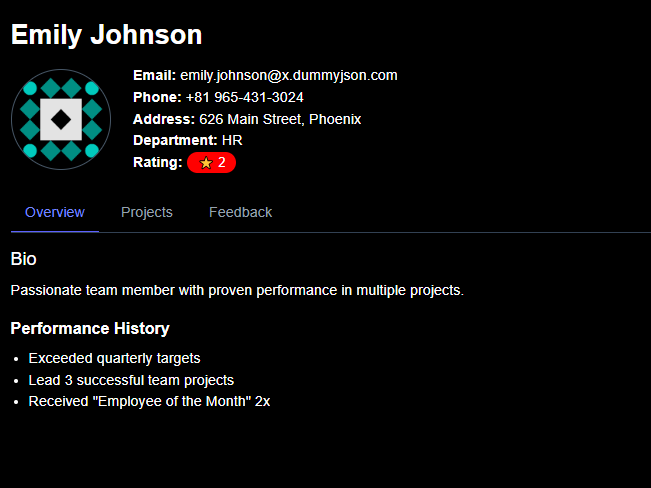 Emily Johnson
Email: emily.johnson@x.dummyjson.com
Phone: +81 965-431-3024
Address: 626 Main Street, Phoenix
Department: HR
Rating: ⭐ 2
Overview Projects Feedback
Bio
Passionate team member with proven performance in multiple projects.
Performance History
• Exceeded quarterly targets
• Lead 3 successful team projects
• Received "Employee of the Month" 2x